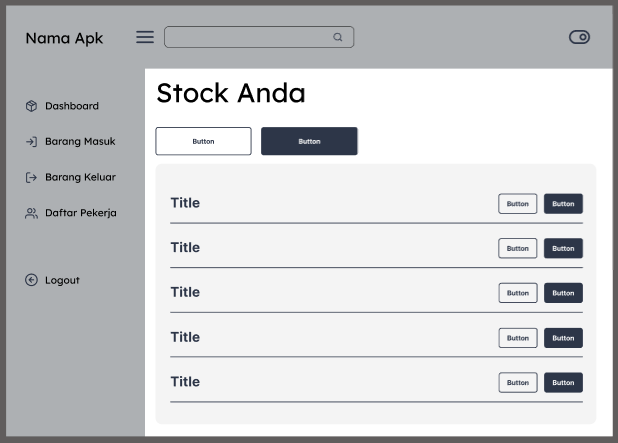 Nama Apk
Dashboard
Barang Masuk
Barang Keluar
Daftar Pekerja
Logout
Stock Anda
Button Button
Title Button Button
Title Button Button
Title Button Button
Title Button Button
Title Button Button